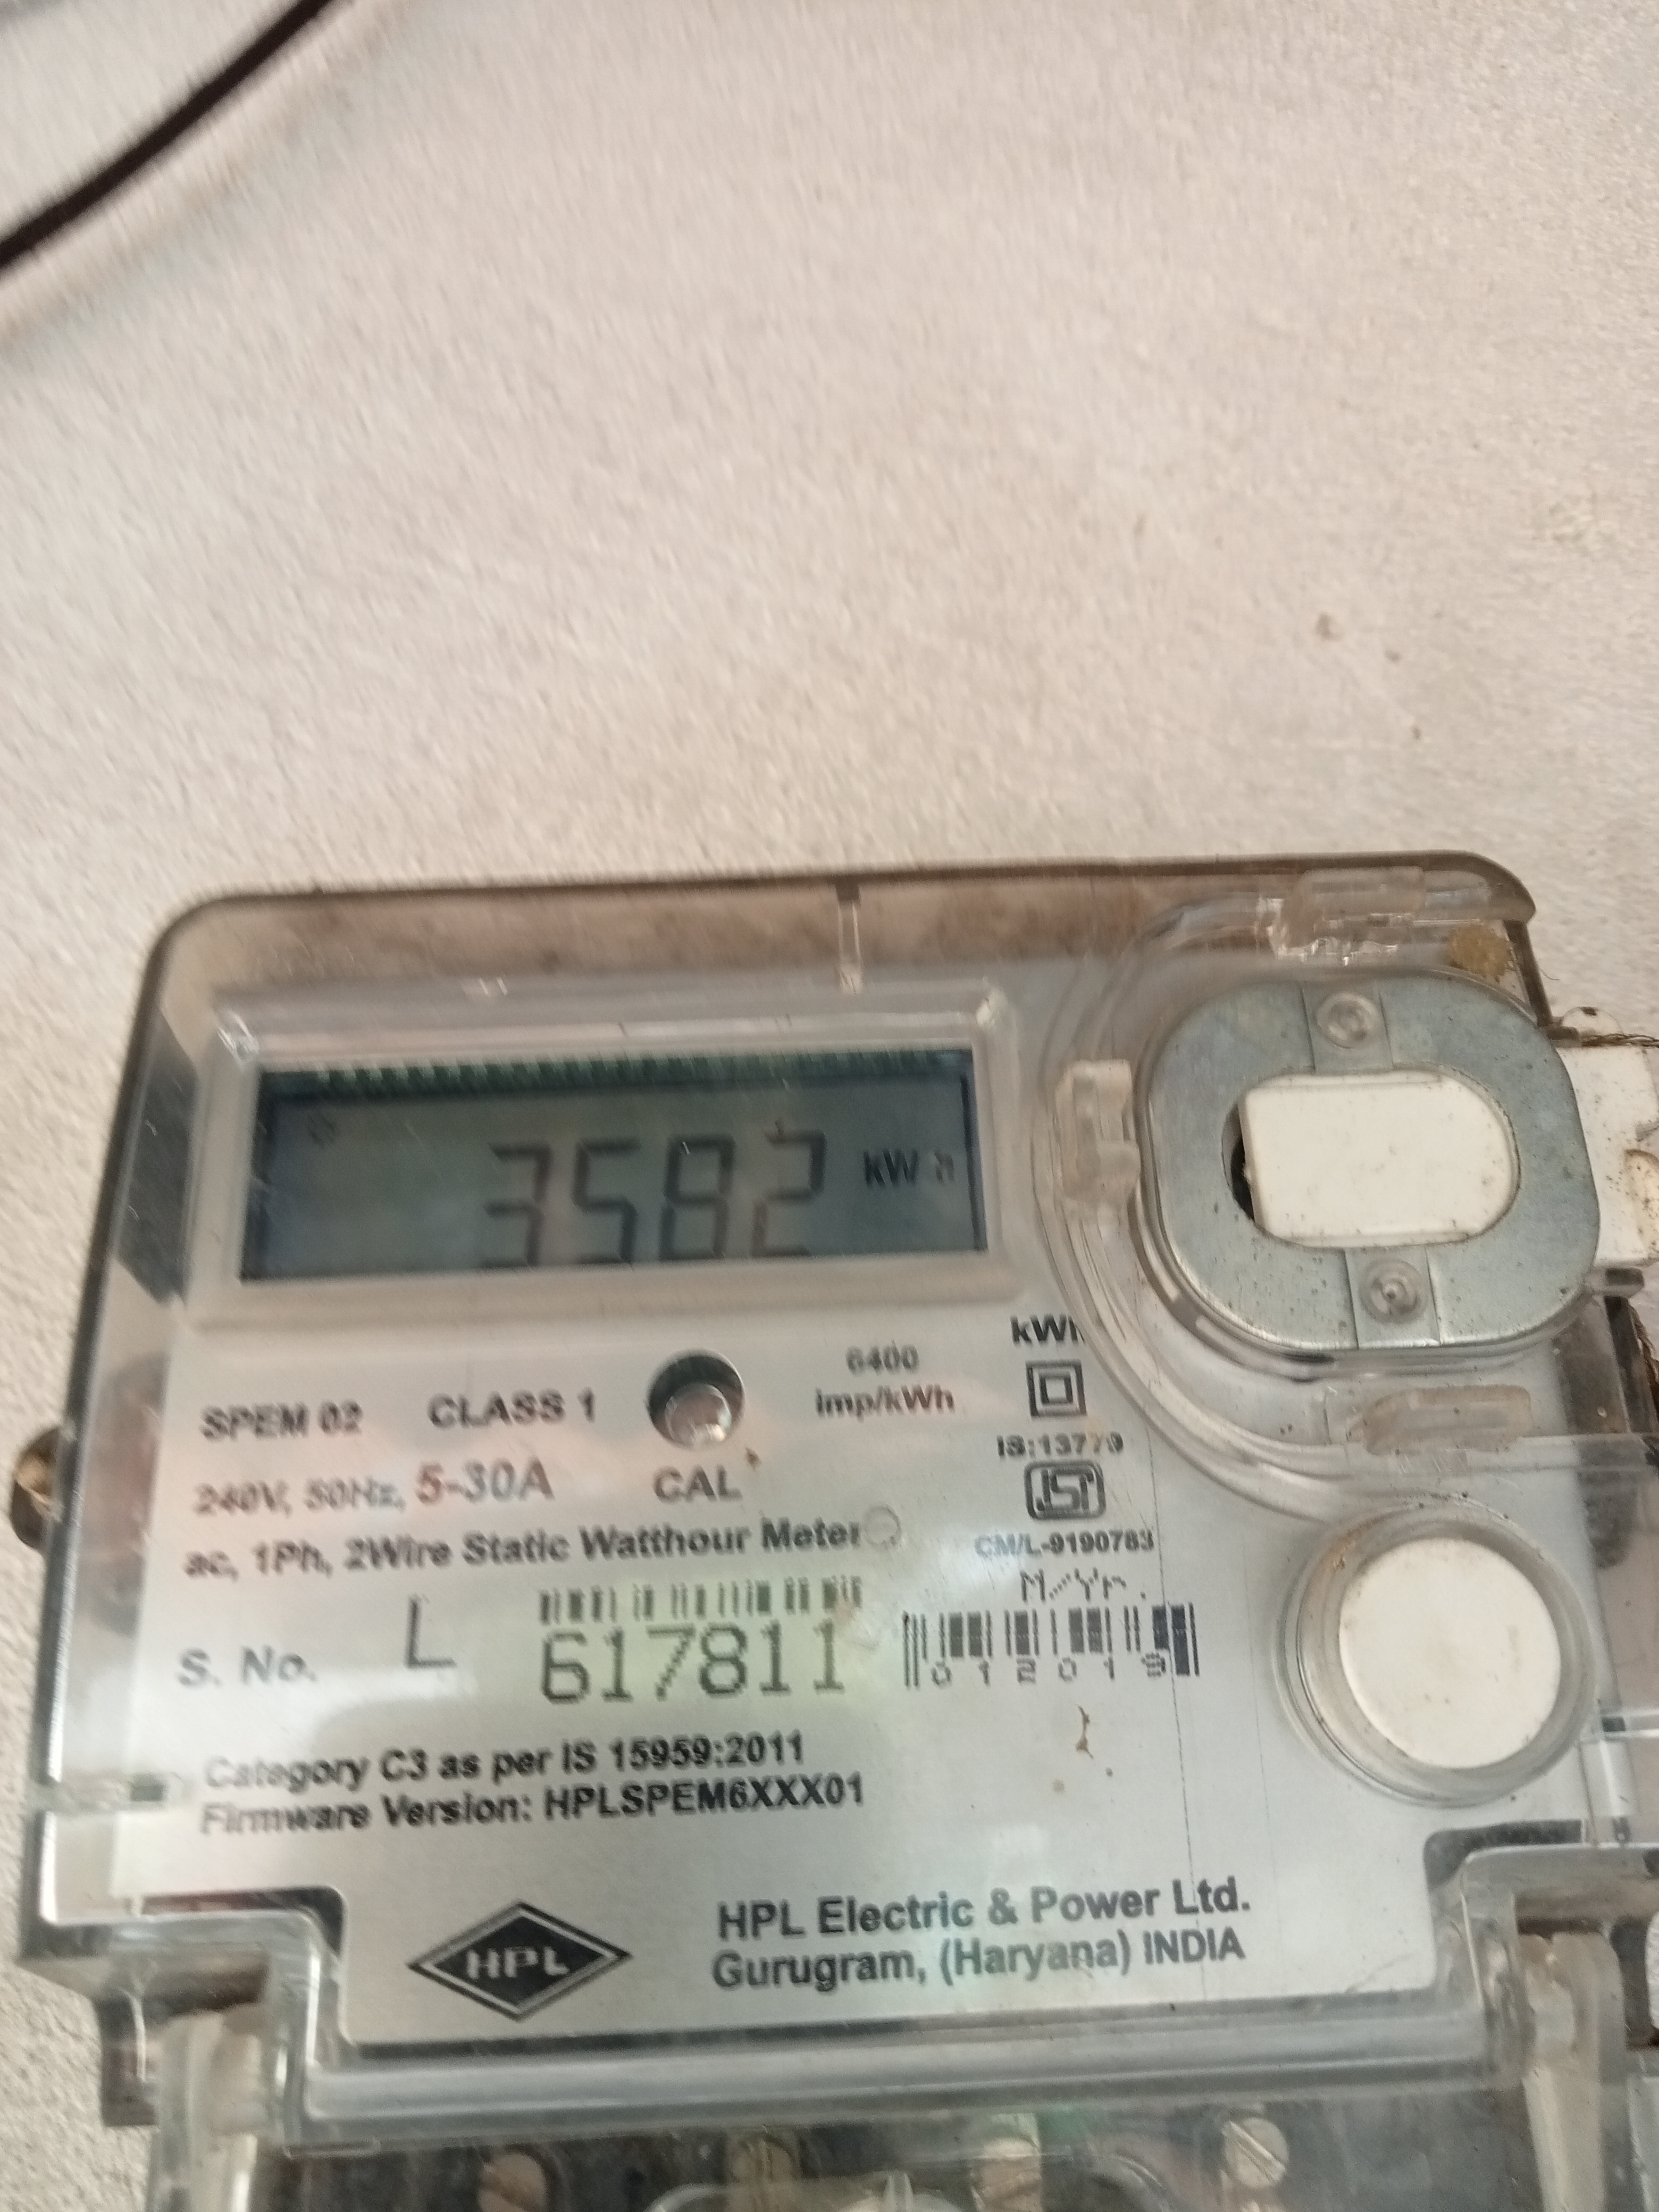 3582 kWh
kWh
SPEM 02 CLASS 1 6400 imp/kWh
IS:13779
240V, 50Hz, 5-30A CAL
ISI
ac, 1Ph, 2Wire Static Watthour Meter
CM/L-9190783
M/Yr.
S. No. L 617811 012019
Category C3 as per IS 15959:2011
Firmware Version: HPLSPEM6XXX01
HPL
HPL Electric & Power Ltd.
Gurugram, (Haryana) INDIA